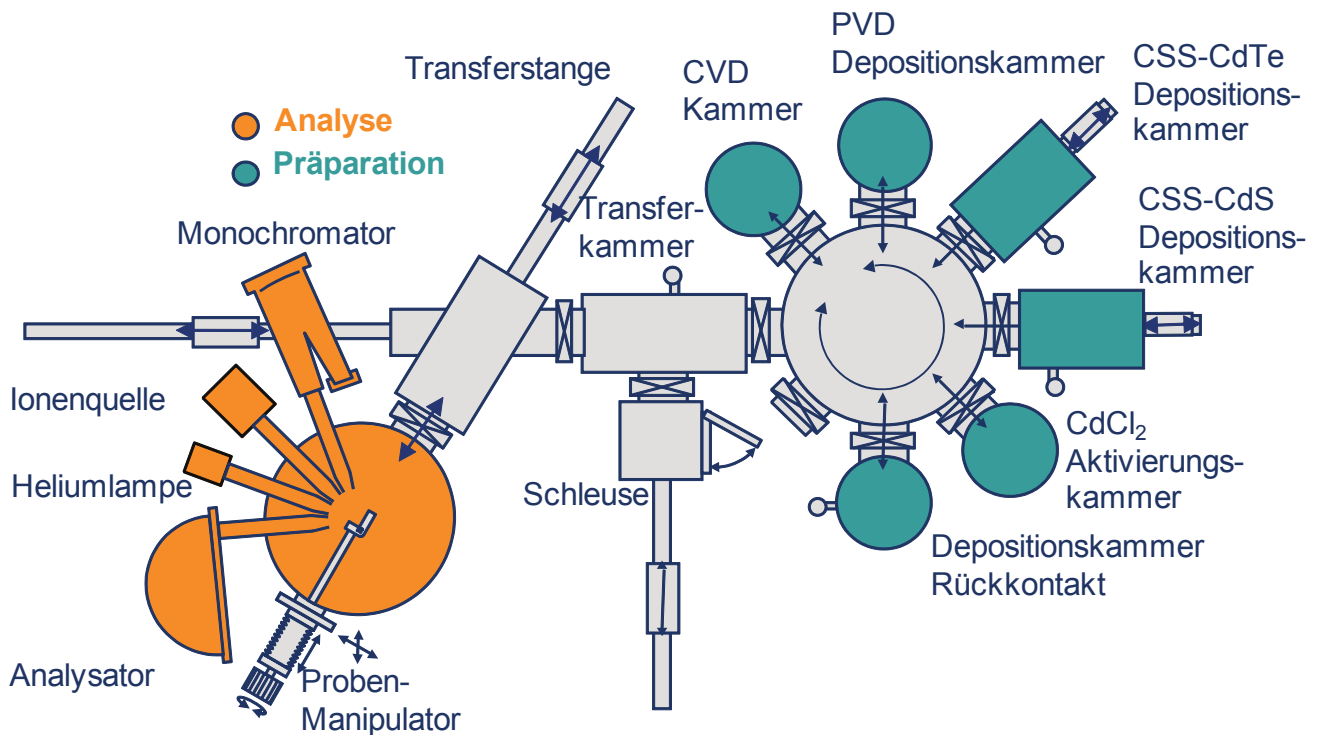 PVD
Depositionskammer
CVD
Kammer
CSS-CdTe
Depositions-
kammer
Transferstange
Analyse
Präparation
CSS-CdS
Depositions-
kammer
Transfer-
kammer
Monochromator
Ionenquelle
Heliumlampe
Schleuse
CdCl₂
Aktivierungs-
kammer
Depositionskammer
Rückkontakt
Analysator
Proben-
Manipulator